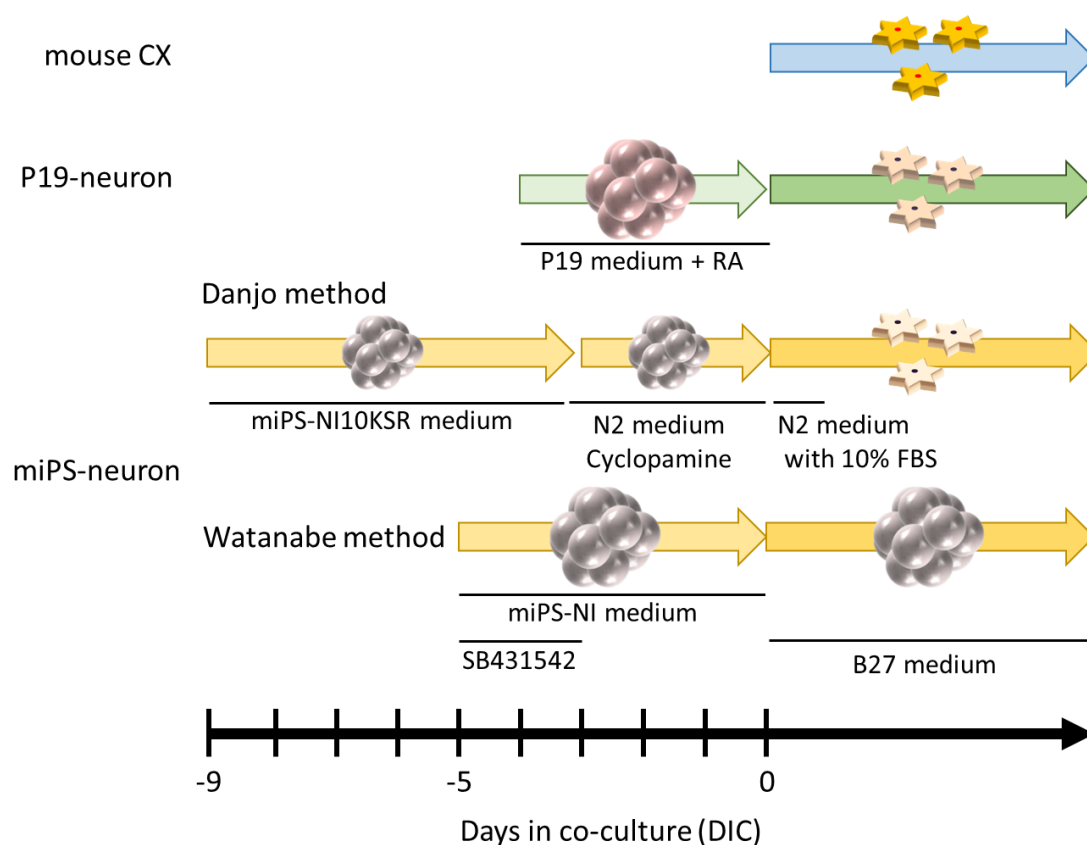 mouse CX
P19-neuron
P19 medium + RA
Danjo method
miPS-NI10KSR medium
N2 medium
Cyclopamine
N2 medium
with 10% FBS
miPS-neuron
Watanabe method
miPS-NI medium
SB431542
B27 medium
-9
-5
0
Days in co-culture (DIC)